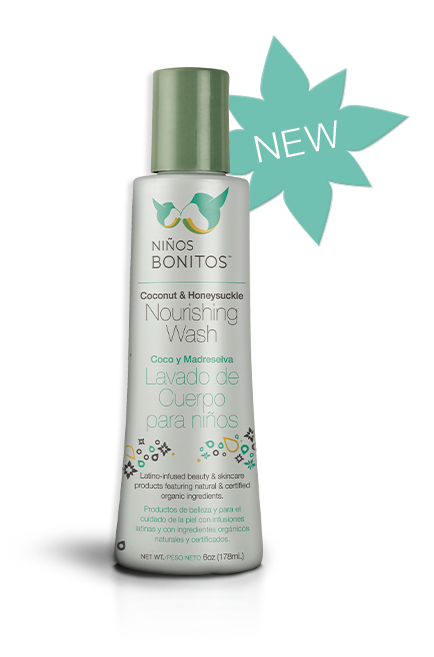 NEW
NIÑOS
BONITOS™
Coconut & Honeysuckle
Nourishing
Wash
Coco y Madreselva
Lavado de
Cuerpo
para niños
Latino-infused beauty & skincare
products featuring natural & certified
organic ingredients.
Productos de belleza y para el
cuidado de la piel con infusiones
latinas y con ingredientes orgánicos
naturales y certificados.
NET WT./PESO NETO 6oz (178mL)